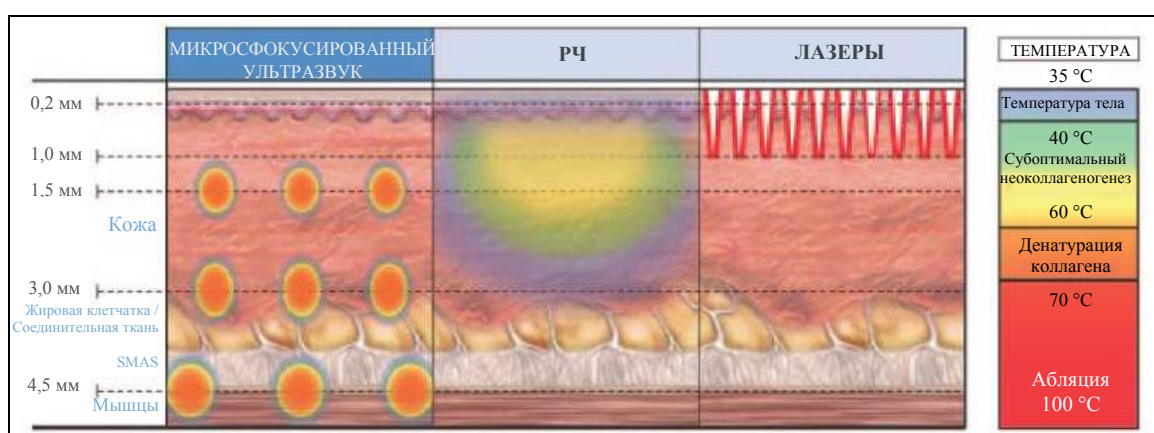 МИКРОСФОКУСИРОВАННЫЙ
УЛЬТРАЗВУК
РЧ
ЛАЗЕРЫ
0,2 мм
1,0 мм
1,5 мм
Кожа
3,0 мм
Жировая клетчатка /
Соединительная ткань
SMAS
4,5 мм
Мышцы
ТЕМПЕРАТУРА
35 °C
Температура тела
40 °C
Субоптимальный
неоколлагеногенез
60 °C
Денатурация
коллагена
70 °C
Абляция
100 °C